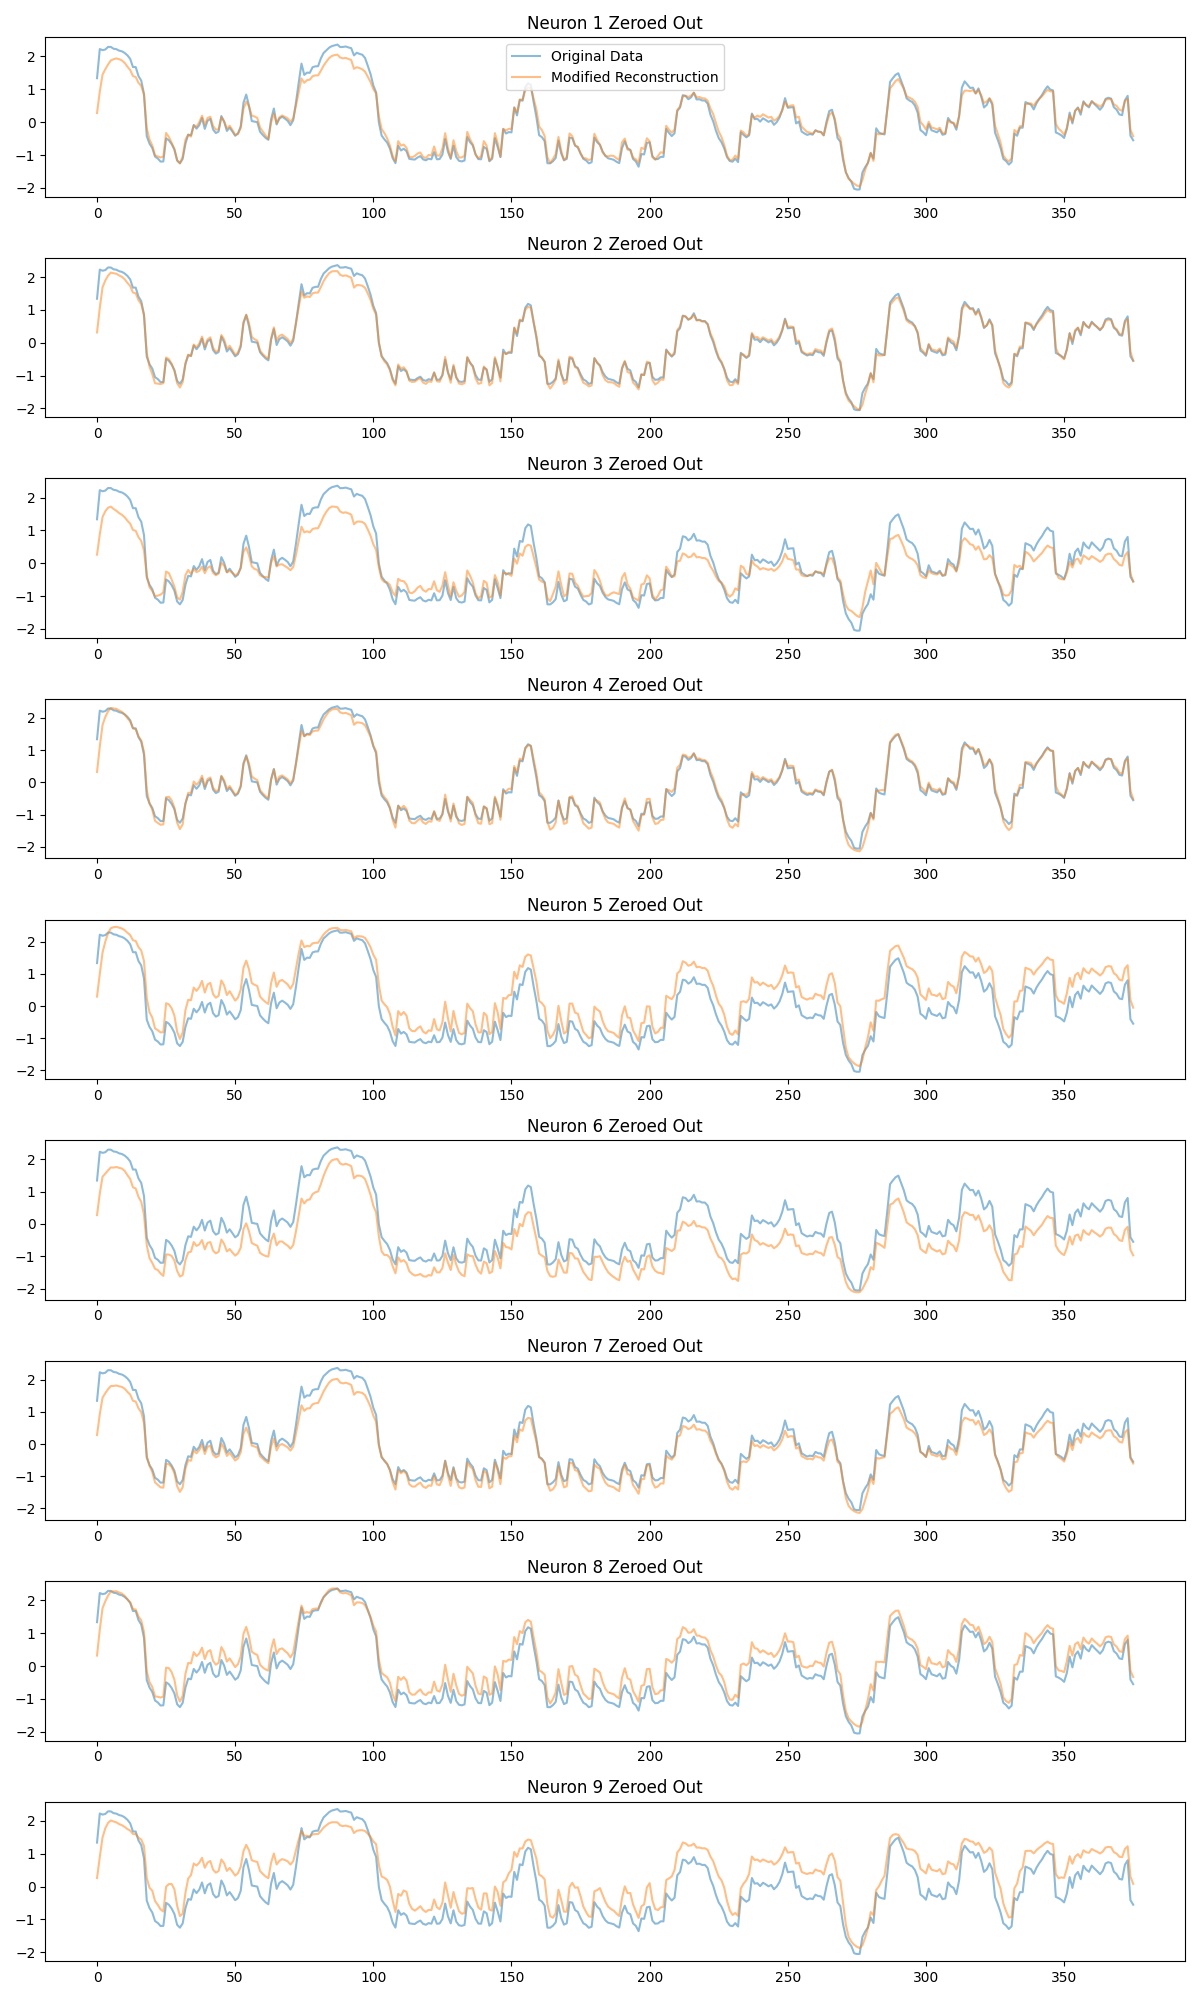 Neuron 1 Zeroed Out
Original Data
Modified Reconstruction
2
1
0
−1
−2
0 50 100 150 200 250 300 350
Neuron 2 Zeroed Out
2
1
0
−1
−2
0 50 100 150 200 250 300 350
Neuron 3 Zeroed Out
2
1
0
−1
−2
0 50 100 150 200 250 300 350
Neuron 4 Zeroed Out
2
1
0
−1
−2
0 50 100 150 200 250 300 350
Neuron 5 Zeroed Out
2
1
0
−1
−2
0 50 100 150 200 250 300 350
Neuron 6 Zeroed Out
2
1
0
−1
−2
0 50 100 150 200 250 300 350
Neuron 7 Zeroed Out
2
1
0
−1
−2
0 50 100 150 200 250 300 350
Neuron 8 Zeroed Out
2
1
0
−1
−2
0 50 100 150 200 250 300 350
Neuron 9 Zeroed Out
2
1
0
−1
−2
0 50 100 150 200 250 300 350